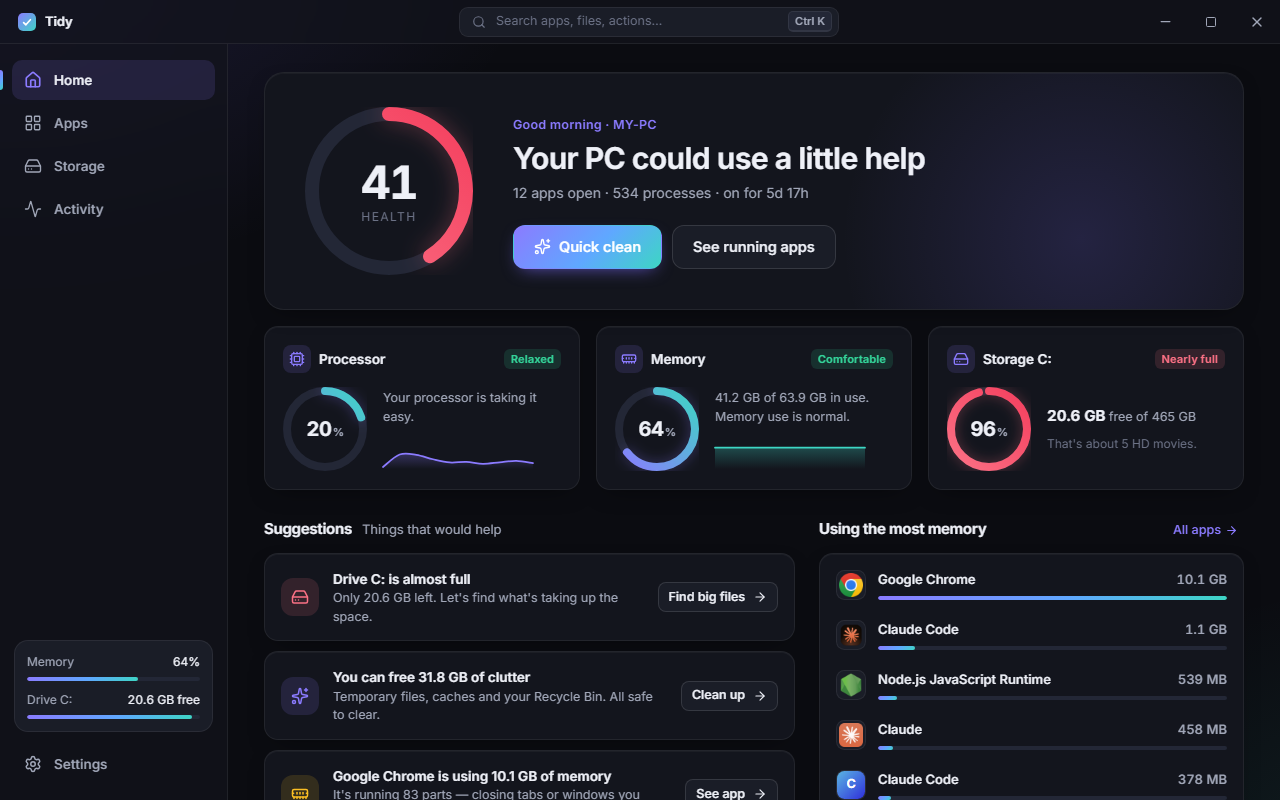 Tidy
Search apps, files, actions...
Ctrl K
Home
Apps
Storage
Activity
Memory 64%
Drive C: 20.6 GB free
Settings
41
HEALTH
Good morning · MY-PC
Your PC could use a little help
12 apps open · 534 processes · on for 5d 17h
Quick clean
See running apps
Processor
Relaxed
20%
Your processor is taking it
easy.
Memory
Comfortable
64%
41.2 GB of 63.9 GB in use.
Memory use is normal.
Storage C:
Nearly full
96%
20.6 GB free of 465 GB
That's about 5 HD movies.
Suggestions Things that would help
Drive C: is almost full
Only 20.6 GB left. Let's find what's taking up the
space.
Find big files
You can free 31.8 GB of clutter
Temporary files, caches and your Recycle Bin. All safe
to clear.
Clean up
Google Chrome is using 10.1 GB of memory
It's running 83 parts — closing tabs or windows you
See app
Using the most memory
All apps
Google Chrome 10.1 GB
Claude Code 1.1 GB
Node.js JavaScript Runtime 539 MB
Claude 458 MB
C
Claude Code 378 MB